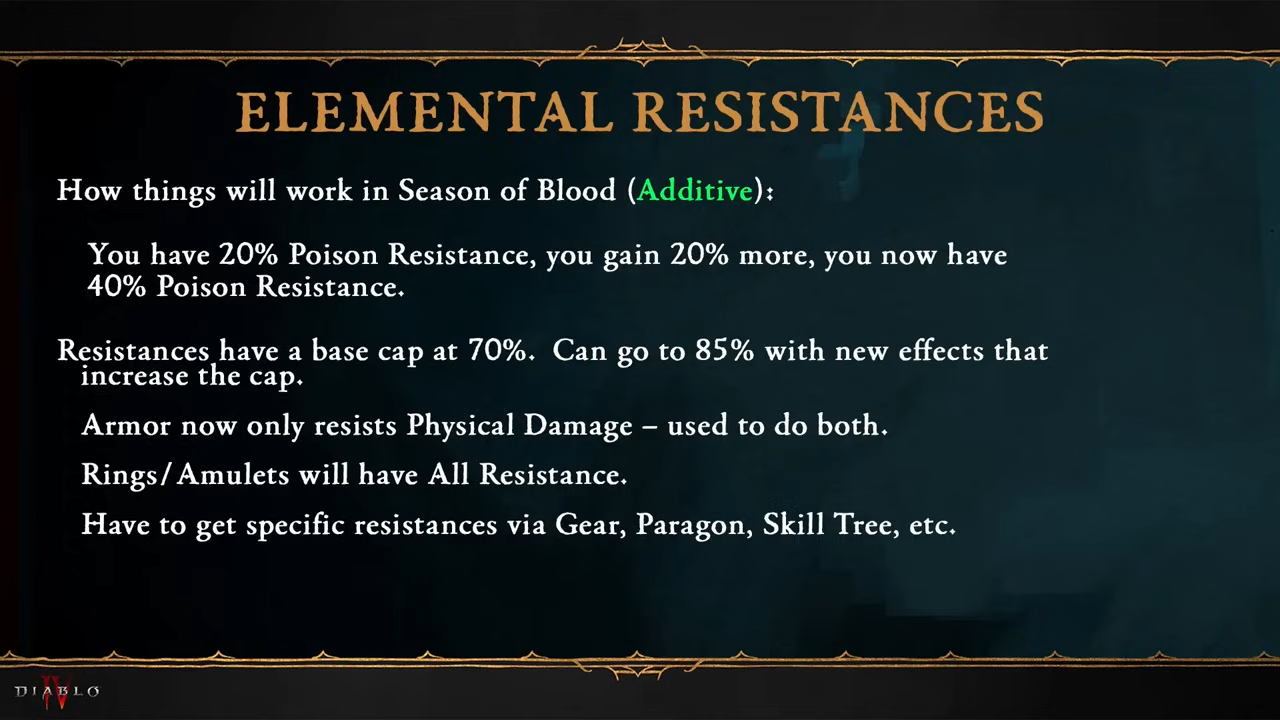 ELEMENTAL RESISTANCES
How things will work in Season of Blood (Additive):
You have 20% Poison Resistance, you gain 20% more, you now have
40% Poison Resistance.
Resistances have a base cap at 70%.  Can go to 85% with new effects that
increase the cap.
Armor now only resists Physical Damage – used to do both.
Rings/Amulets will have All Resistance.
Have to get specific resistances via Gear, Paragon, Skill Tree, etc.
DIABLO IV